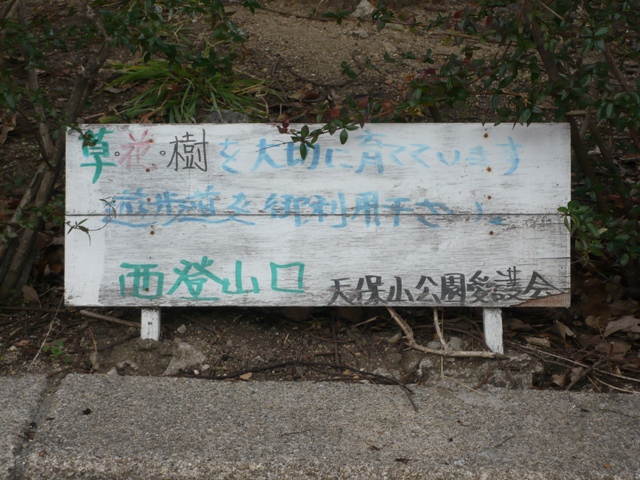 草・花・樹を大切に育てています
遊歩道を御利用下さい。
西登山口
天保山公園愛護会